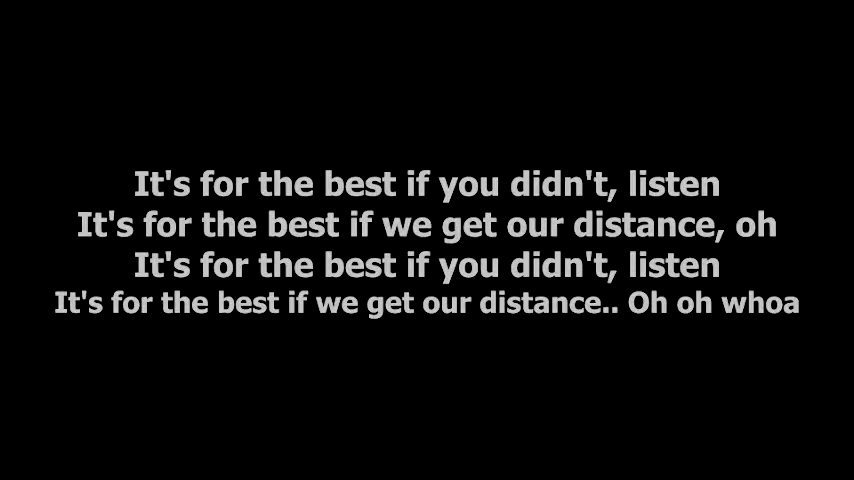 It's for the best if you didn't, listen
It's for the best if we get our distance, oh
It's for the best if you didn't, listen
It's for the best if we get our distance.. Oh oh whoa